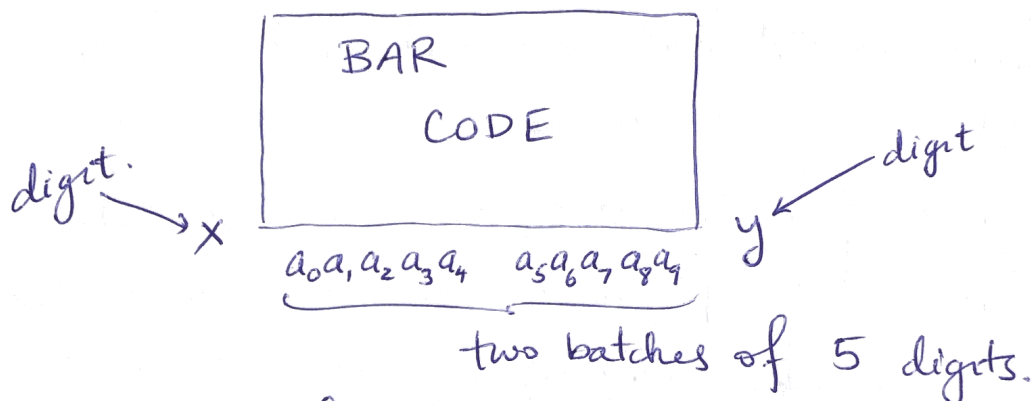 BAR
CODE
digit.
digit
x
y
a₀a₁a₂a₃a₄ a₅a₆a₇a₈a₉
two batches of 5 digits.